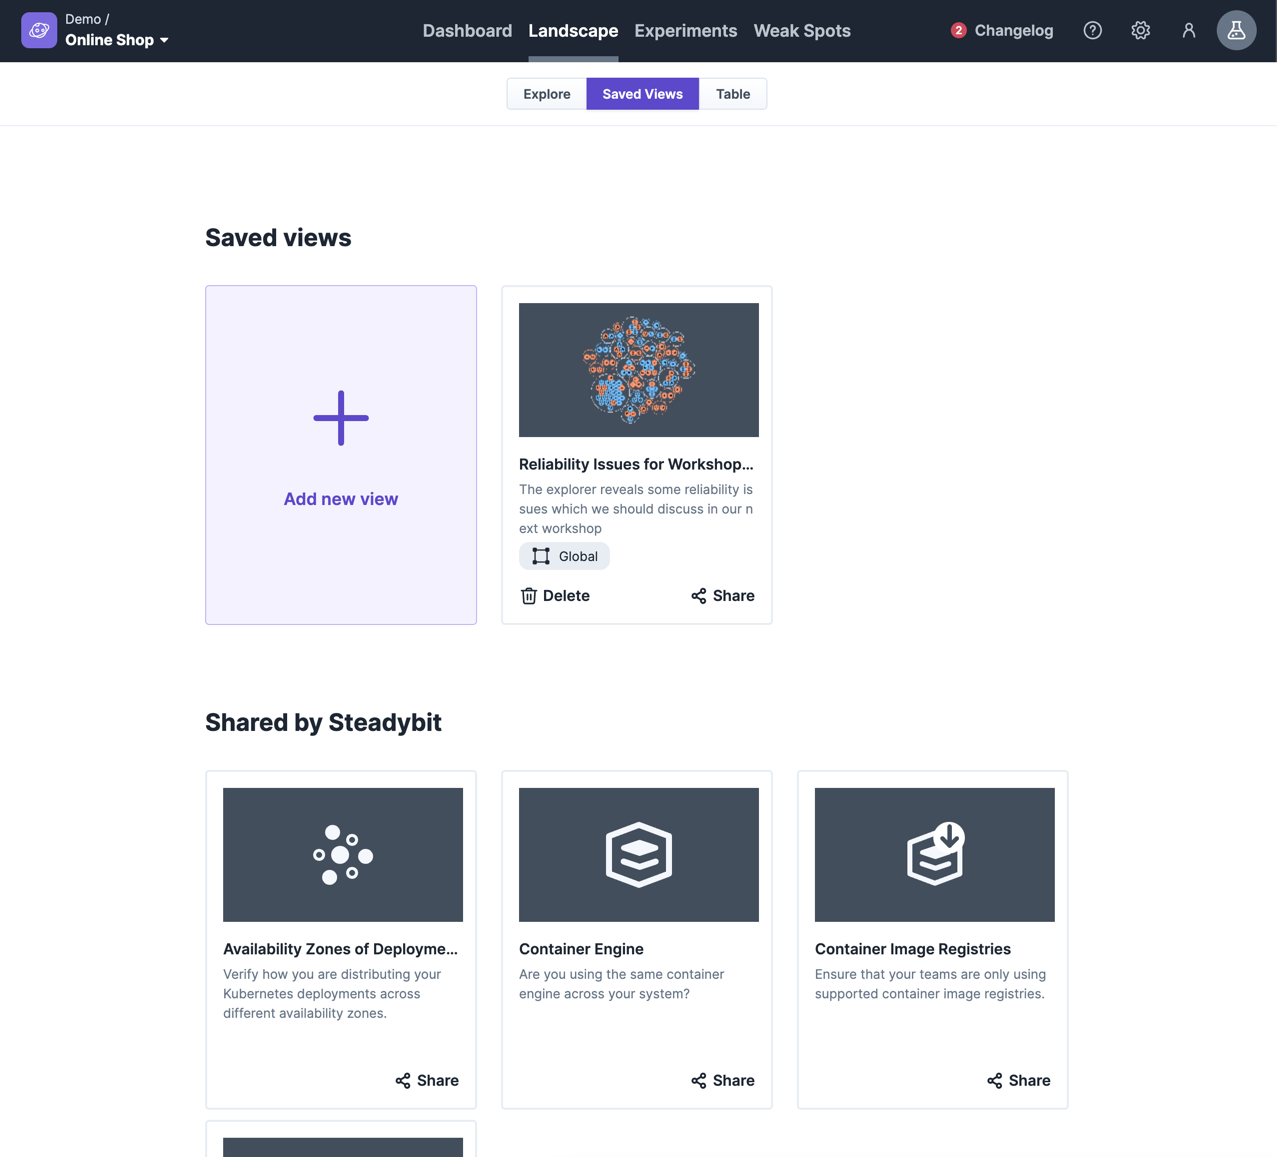 Demo /
Online Shop
Dashboard Landscape Experiments Weak Spots
2 Changelog
Explore Saved Views Table
Saved views
Add new view
Reliability Issues for Workshop...
The explorer reveals some reliability is
sues which we should discuss in our n
ext workshop
Global
Delete Share
Shared by Steadybit
Availability Zones of Deployme...
Verify how you are distributing your
Kubernetes deployments across
different availability zones.
Share
Container Engine
Are you using the same container
engine across your system?
Share
Container Image Registries
Ensure that your teams are only using
supported container image registries.
Share